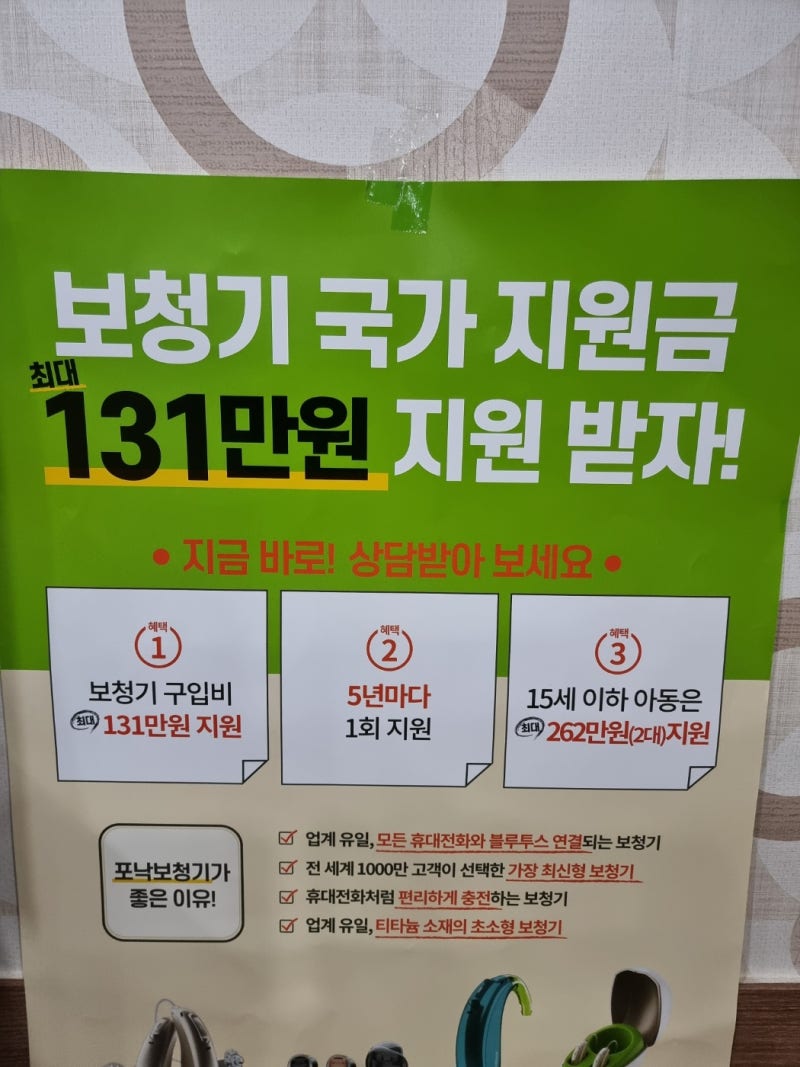 보청기 국가 지원금
최대
131만원 지원 받자!
• 지금 바로! 상담받아 보세요 •
혜택
1
보청기 구입비
최대 131만원 지원
혜택
2
5년마다
1회 지원
혜택
3
15세 이하 아동은
최대 262만원(2대)지원
포낙보청기가
좋은 이유!
업계 유일, 모든 휴대전화와 블루투스 연결되는 보청기
전 세계 1000만 고객이 선택한 가장 최신형 보청기
휴대전화처럼 편리하게 충전하는 보청기
업계 유일, 티타늄 소재의 초소형 보청기